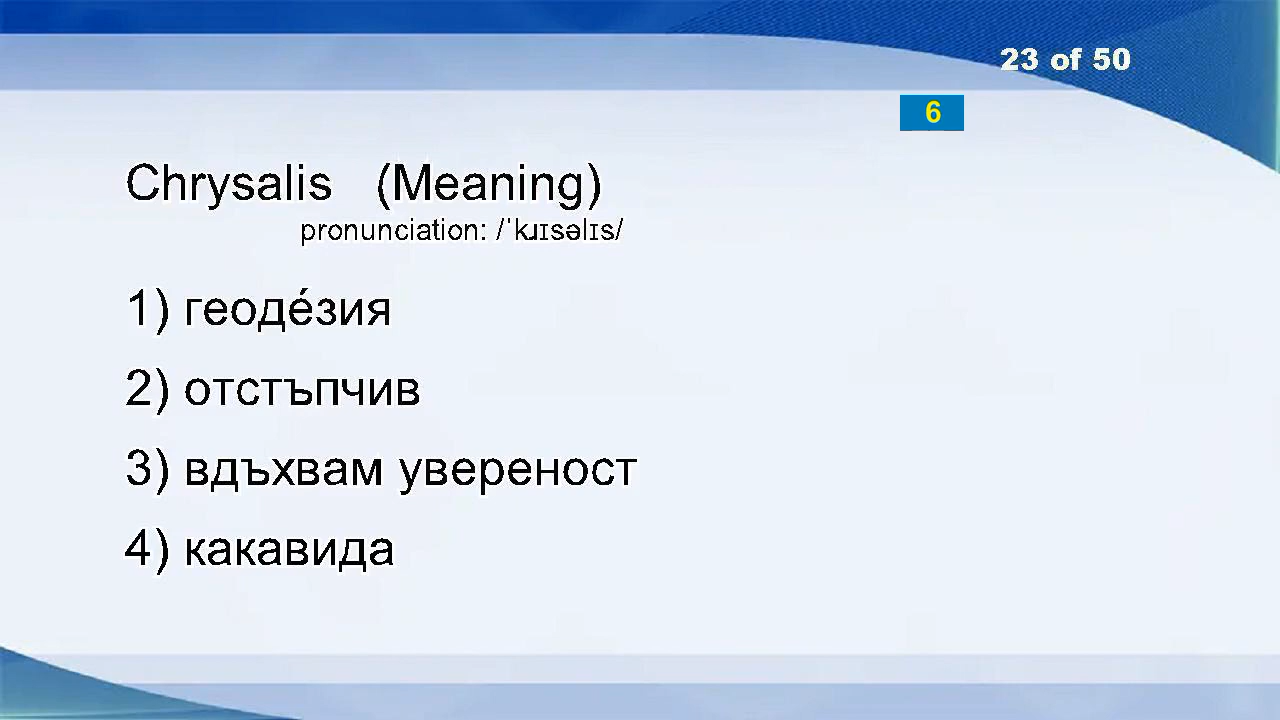 23 of 50
6
Chrysalis (Meaning)
pronunciation: /ˈkɹɪsəlɪs/
1) геоде́зия
2) отстъпчив
3) вдъхвам увереност
4) какавида